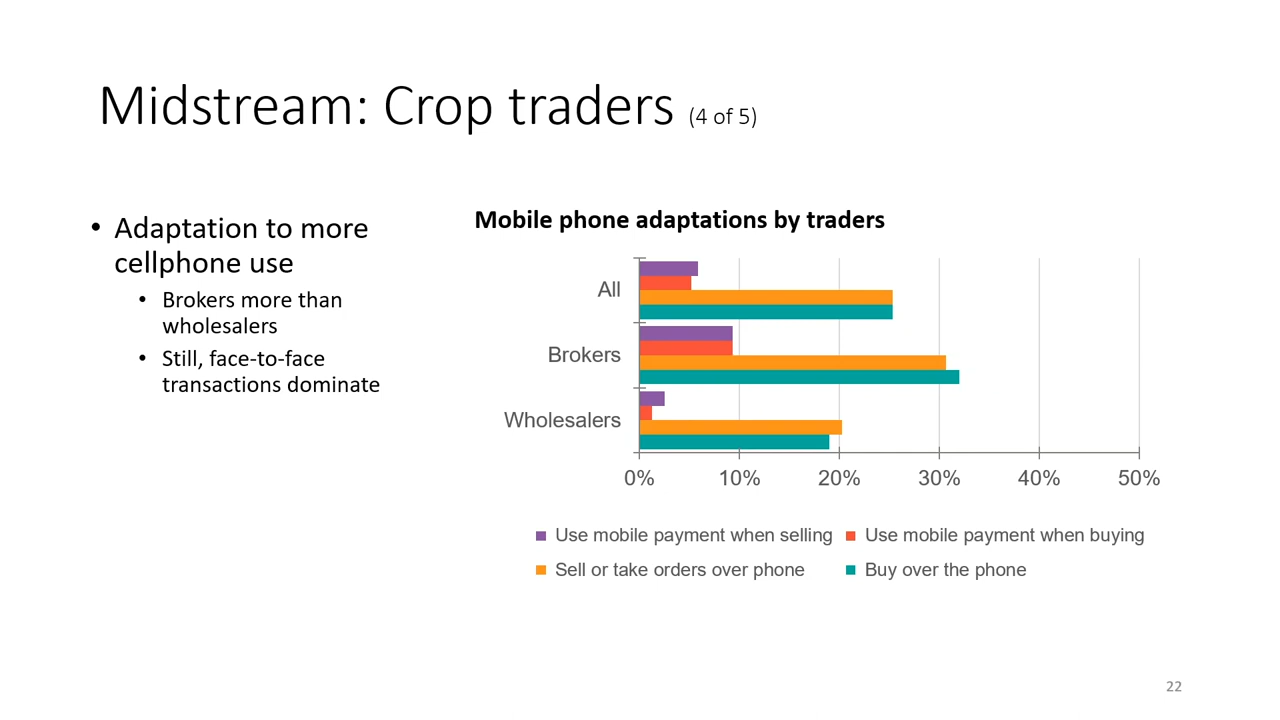 Midstream: Crop traders (4 of 5)
• Adaptation to more
cellphone use
• Brokers more than
wholesalers
• Still, face-to-face
transactions dominate
Mobile phone adaptations by traders
All
Brokers
Wholesalers
0% 10% 20% 30% 40% 50%
Use mobile payment when selling Use mobile payment when buying
Sell or take orders over phone Buy over the phone
22